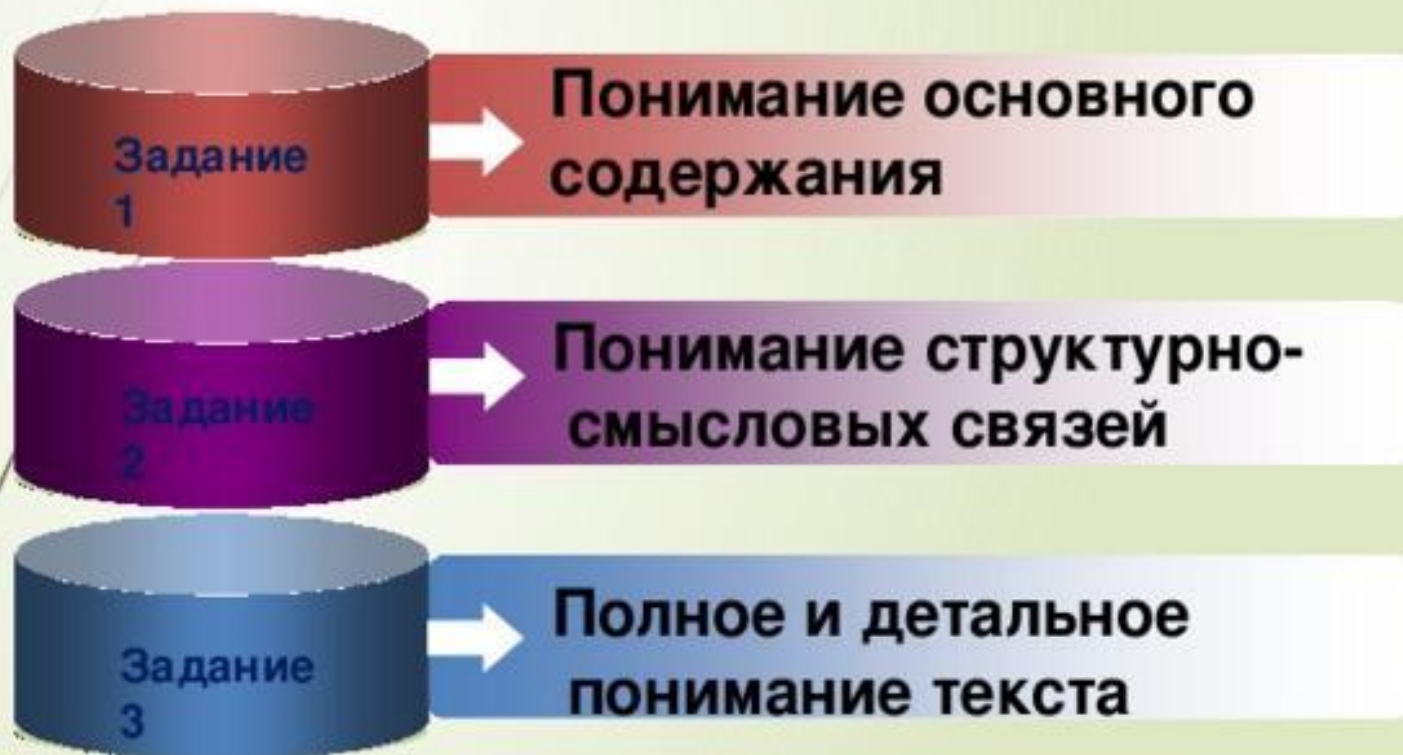 Задание
1
Понимание основного
содержания
Задание
2
Понимание структурно-
смысловых связей
Задание
3
Полное и детальное
понимание текста